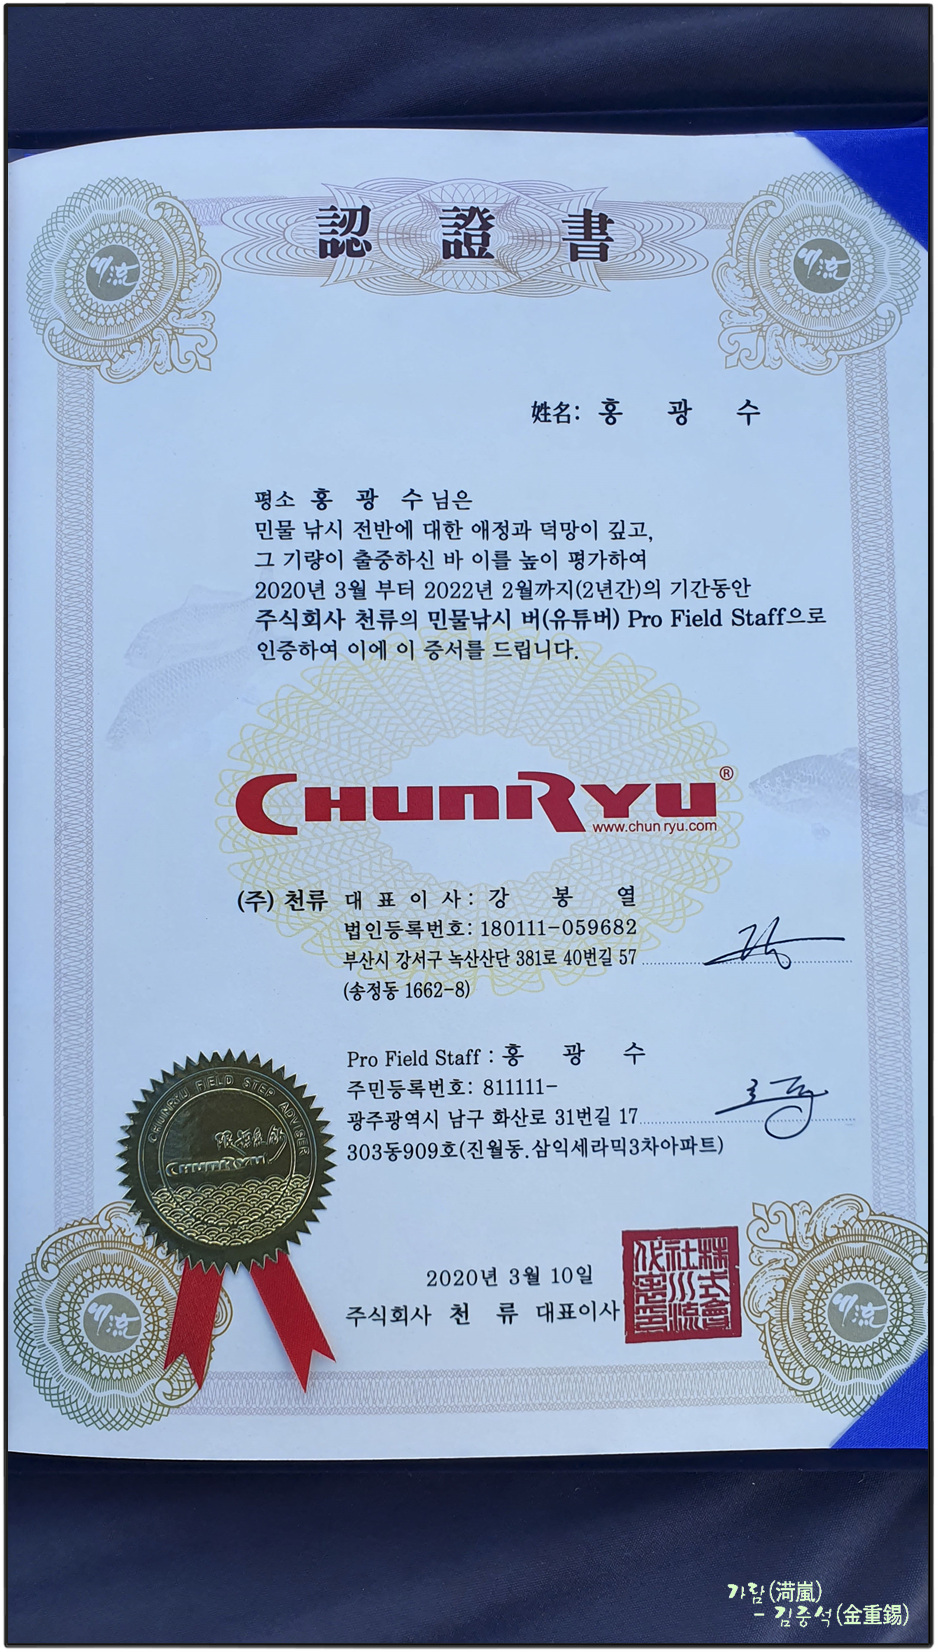 認 證 書
姓名: 홍 광 수
평소 홍 광 수 님은
민물 낚시 전반에 대한 애정과 덕망이 깊고,
그 기량이 출중하신 바 이를 높이 평가하여
2020년 3월 부터 2022년 2월까지(2년간)의 기간동안
주식회사 천류의 민물낚시 버(유튜버) Pro Field Staff으로
인증하여 이에 이 증서를 드립니다.
CHUNRYU®
www.chunryu.com
(주) 천류 대 표 이 사: 강 봉 열
법인등록번호: 180111-059682
부산시 강서구 녹산산단 381로 40번길 57
(송정동 1662-8)
Pro Field Staff : 홍 광 수
주민등록번호: 811111-
광주광역시 남구 화산로 31번길 17
303동909호(진월동.삼익세라믹3차아파트)
CHUNRYU FIELD STEP ADVISER
CHUNRYU
2020년 3월 10일
주식회사 천 류 대표이사
가람(渮嵐)
- 김중석(金重錫)